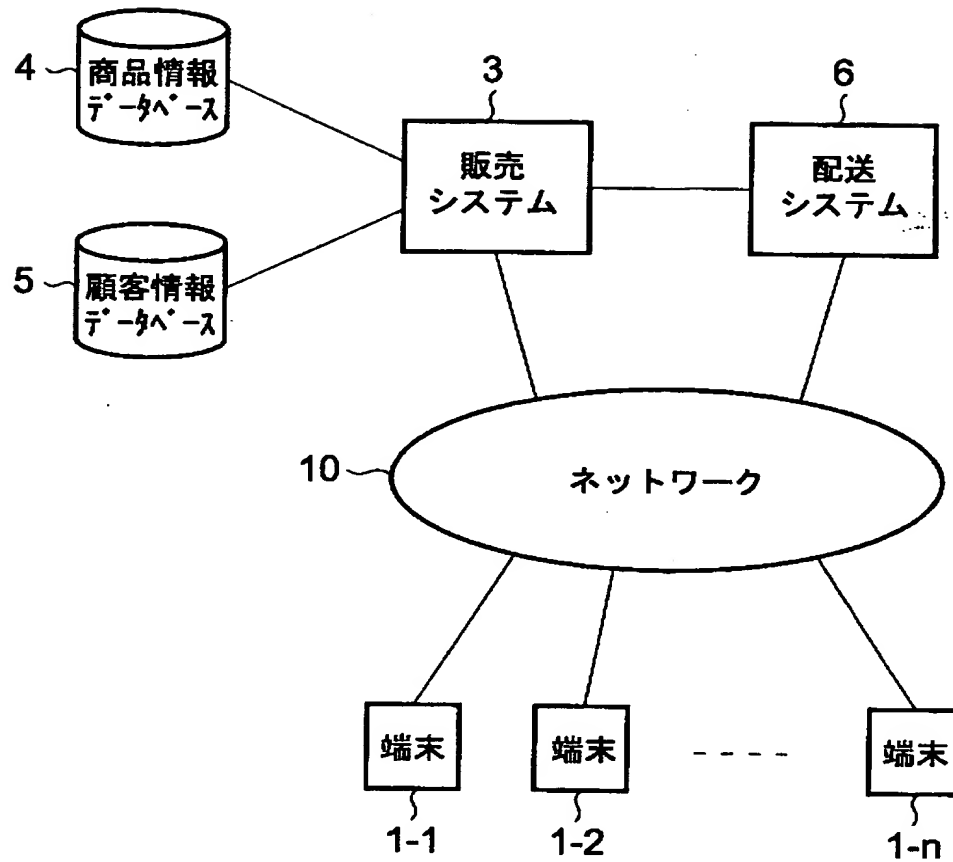 4
商品情報
ﾃﾞｰﾀﾍﾞｰｽ
3
販売
システム
6
配送
システム
5
顧客情報
ﾃﾞｰﾀﾍﾞｰｽ
10
ネットワーク
端末
端末
端末
1-1
1-2
1-n